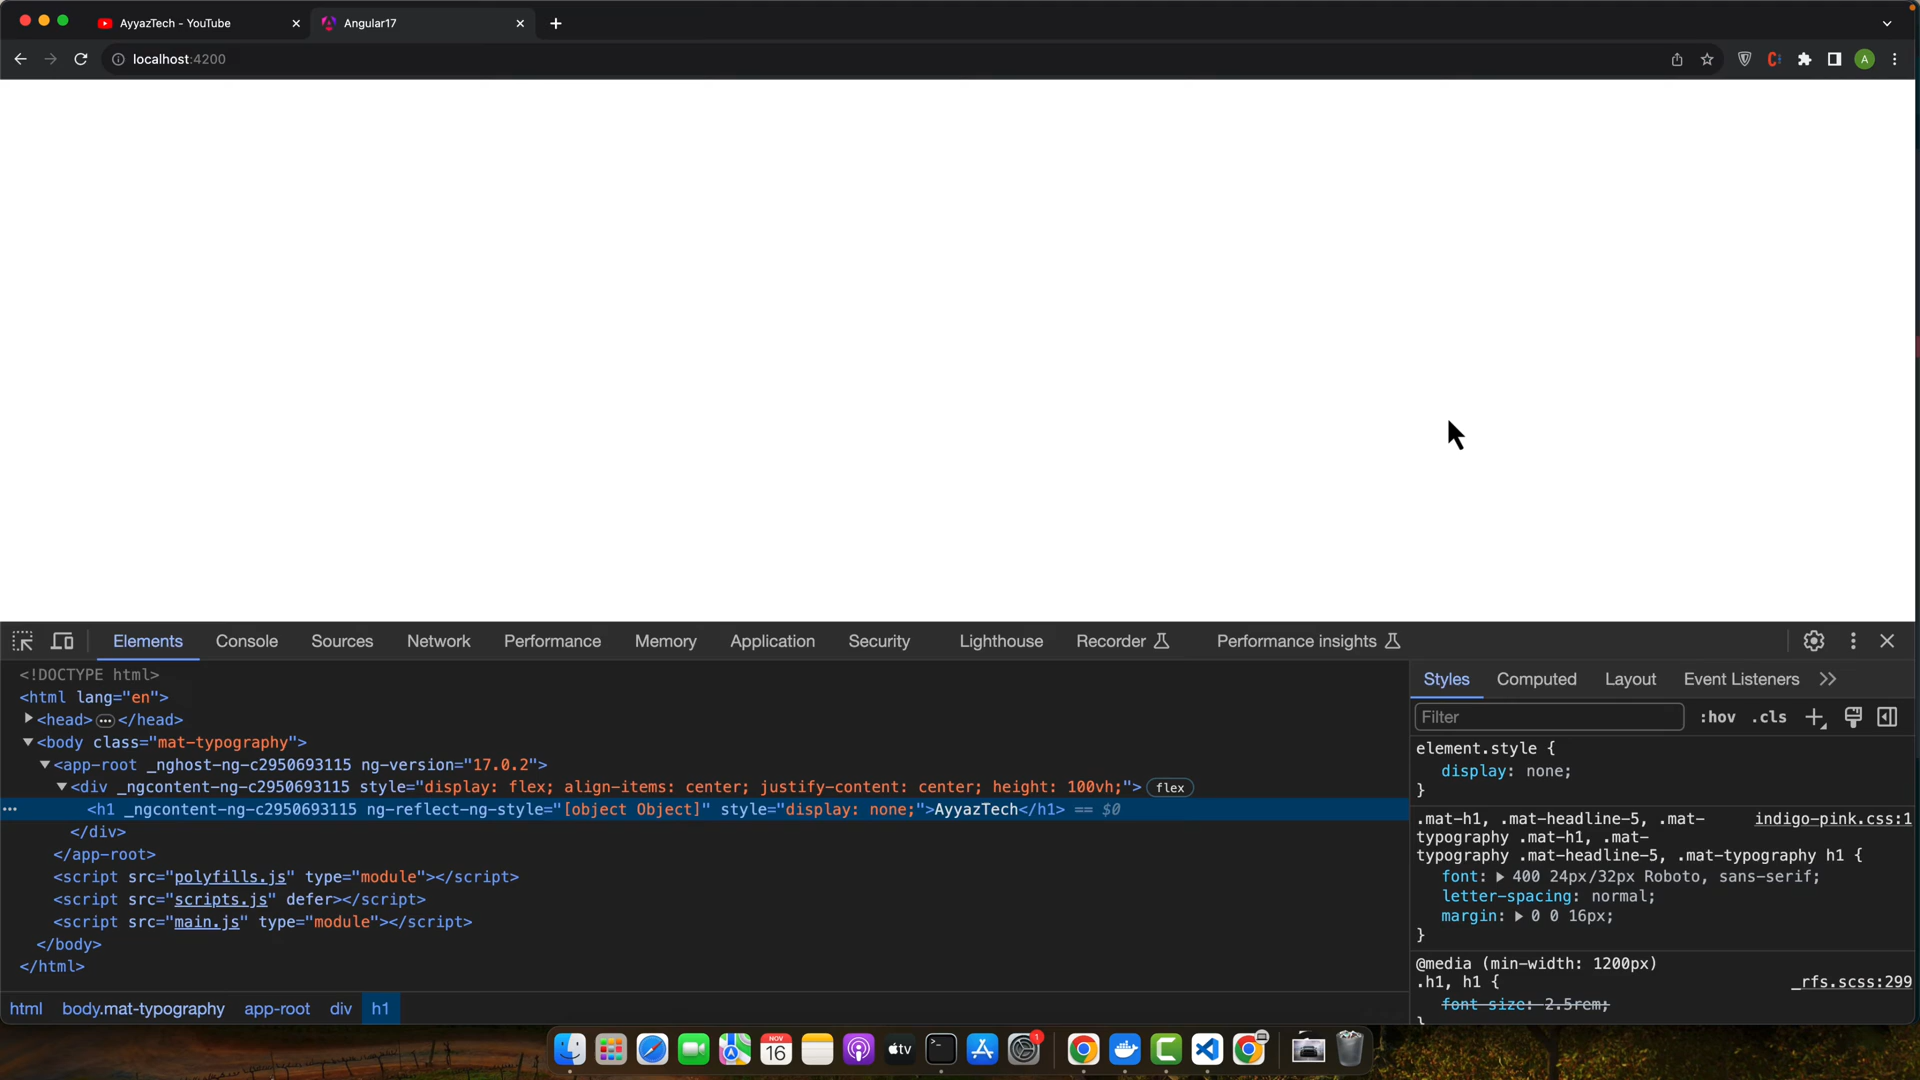 AyyazTech - YouTube
Angular17
localhost:4200
A
Elements
Console
Sources
Network
Performance
Memory
Application
Security
Lighthouse
Recorder
Performance insights
<!DOCTYPE html>
<html lang="en">
<head> … </head>
<body class="mat-typography">
<app-root _nghost-ng-c2950693115 ng-version="17.0.2">
<div _ngcontent-ng-c2950693115 style="display: flex; align-items: center; justify-content: center; height: 100vh;"> flex
… <h1 _ngcontent-ng-c2950693115 ng-reflect-ng-style="[object Object]" style="display: none;">AyyazTech</h1> == $0
</div>
</app-root>
<script src="polyfills.js" type="module"></script>
<script src="scripts.js" defer></script>
<script src="main.js" type="module"></script>
</body>
</html>
html body.mat-typography app-root div h1
Styles
Computed
Layout
Event Listeners
Filter
:hov .cls
element.style {
display: none;
}
.mat-h1, .mat-headline-5, .mat- indigo-pink.css:1
typography .mat-h1, .mat-
typography .mat-headline-5, .mat-typography h1 {
font: 400 24px/32px Roboto, sans-serif;
letter-spacing: normal;
margin: 0 0 16px;
}
@media (min-width: 1200px)
.h1, h1 { _rfs.scss:299
font-size: 2.5rem;
}
NOV
16
tv
1